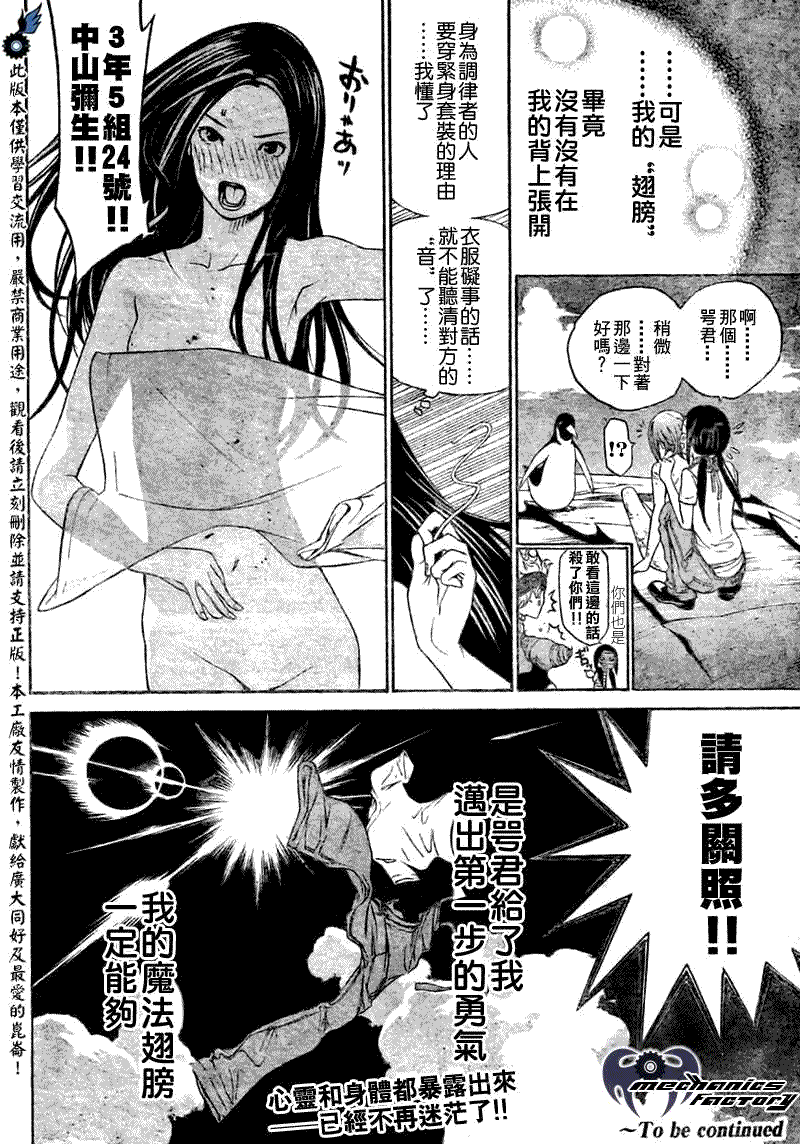 ……可是
……我的“翅膀”
畢竟
沒有沒有在
我的背上張開
啊……
那個……
咢君……
稍微
……對著
那邊一下
好嗎？
!?
你們也是
敢看這邊的話
殺了你們!!
ギロ
身為調律者的人
要穿緊身套裝的理由
……我懂了
衣服礙事的話……
就不能聽清對方的
“音”了……
おりゃあッ
3年5組24號!!
中山彌生!!
請多關照!!
是咢君給了我
邁出第一步的勇氣
我的魔法翅膀
一定能夠
心靈和身體都暴露出來
──已經不再迷茫了!!
mechanics
Factory
~To be continued
此版本僅供學習交流用，嚴禁商業用途，觀看後請立刻刪除並請支持正版！本工廠友情製作，獻給廣大同好及最愛的崑崙！